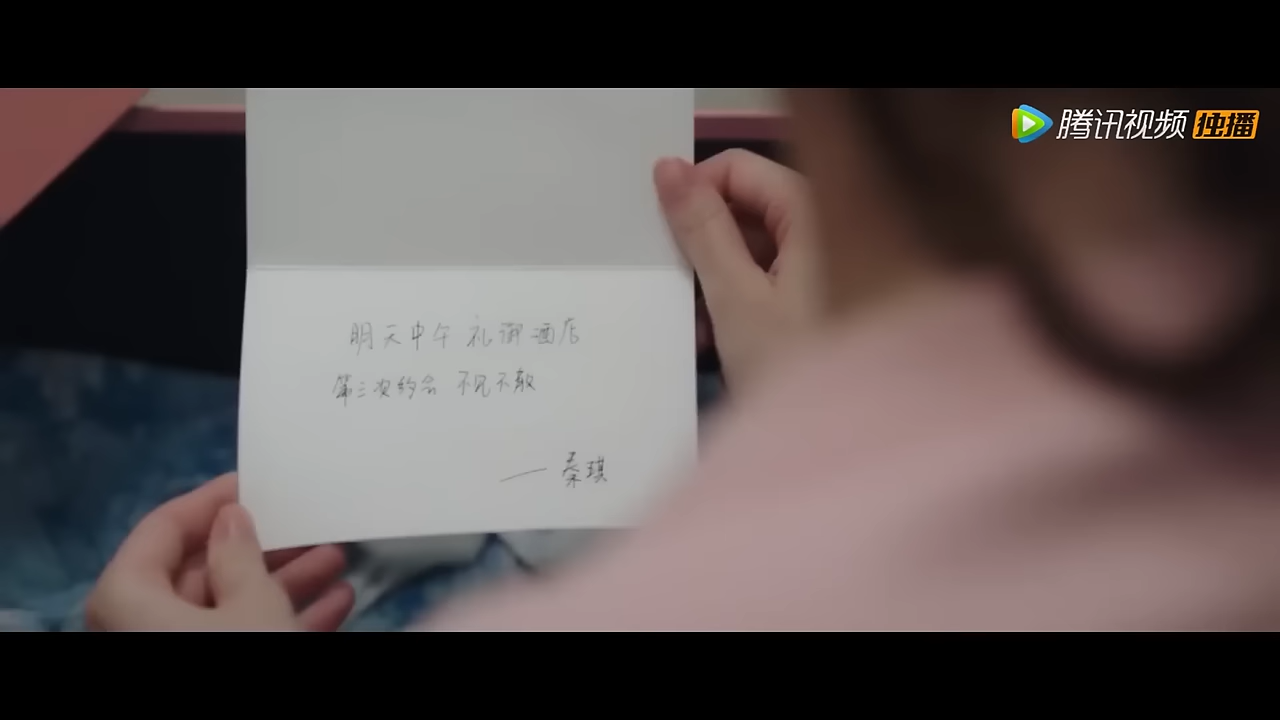 腾讯视频 独播
明天中午 礼御酒店
第三次约会 不见不散
—— 秦琪